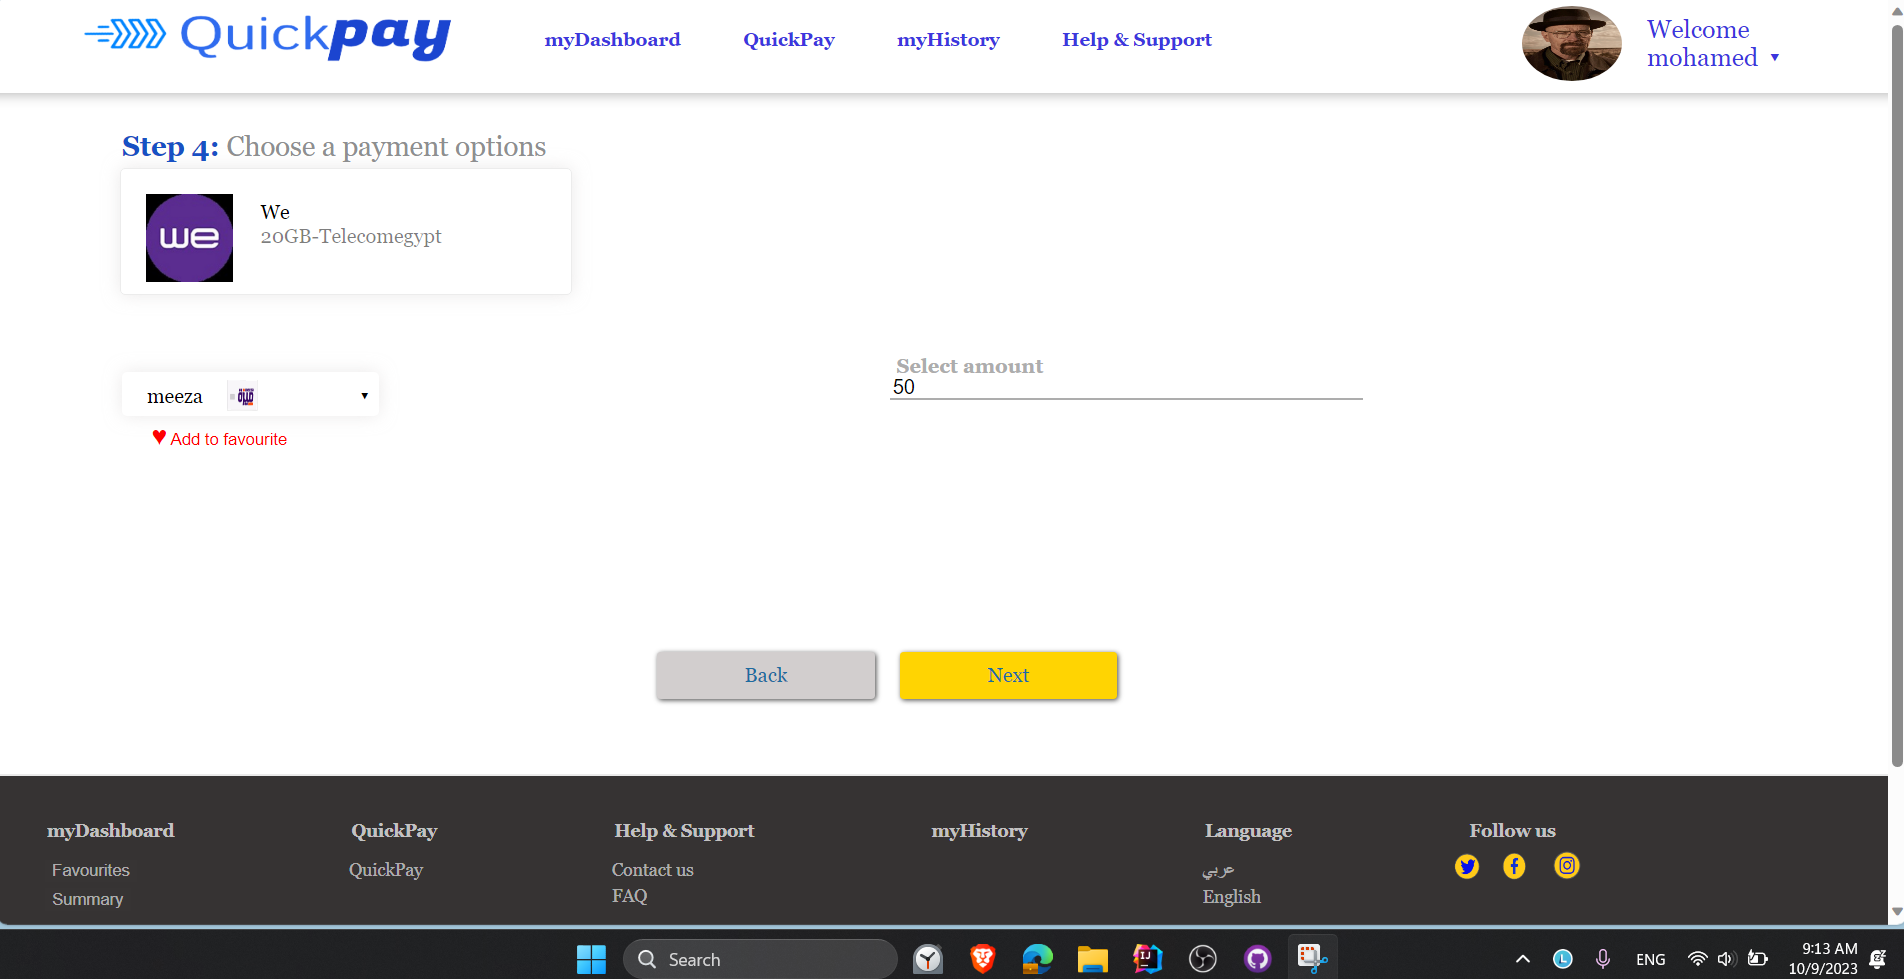 Quickpay
myDashboard
QuickPay
myHistory
Help & Support
Welcome
mohamed
Step 4: Choose a payment options
we
We
20GB-Telecomegypt
meeza
Add to favourite
Select amount
50
Back
Next
myDashboard
Favourites
Summary
QuickPay
QuickPay
Help & Support
Contact us
FAQ
myHistory
Language
عربي
English
Follow us
Search
ENG
9:13 AM
10/9/2023